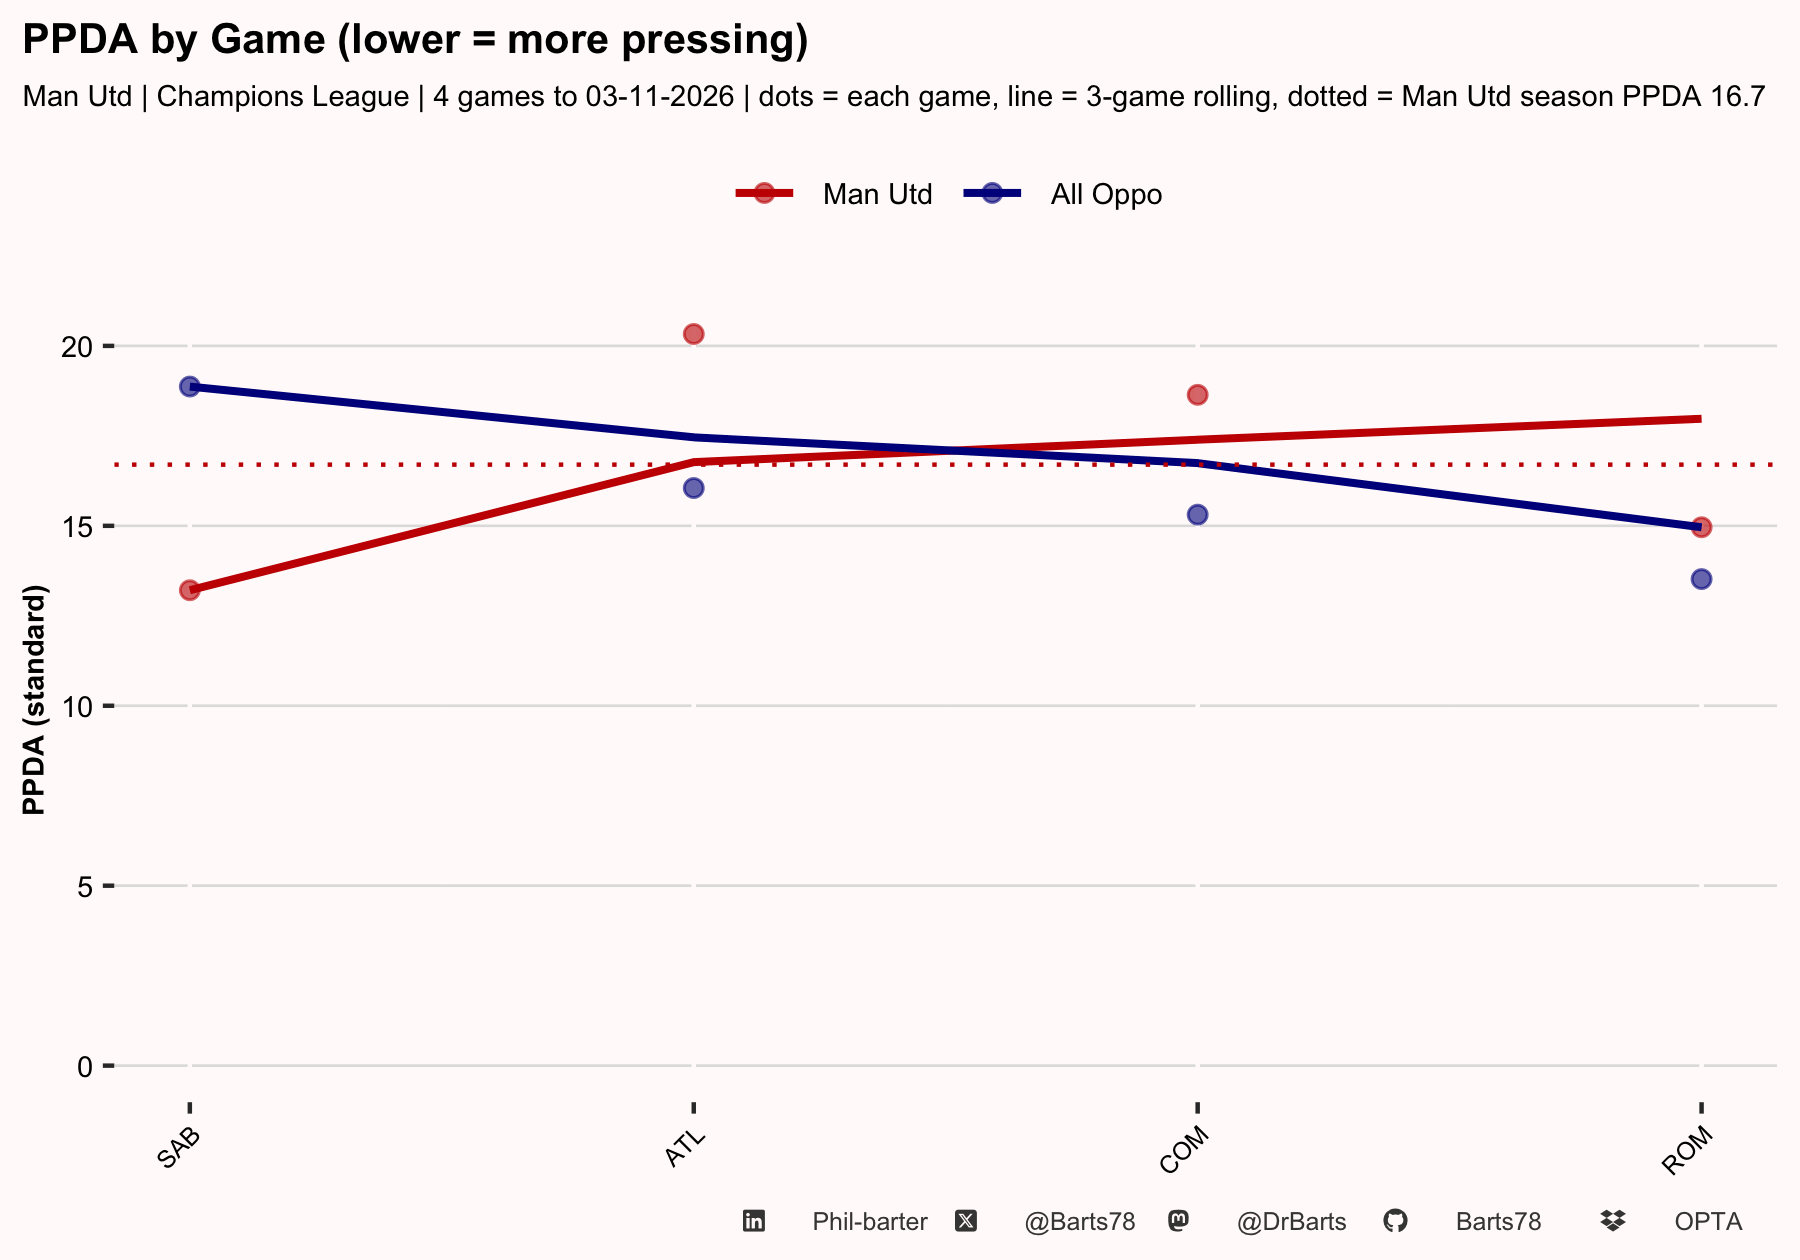 PPDA by Game (lower = more pressing)
Man Utd | Champions League | 4 games to 03-11-2026 | dots = each game, line = 3-game rolling, dotted = Man Utd season PPDA 16.7
Man Utd All Oppo
PPDA (standard)
20
15
10
5
0
SAB ATL COM ROM
Phil-barter @Barts78 @DrBarts Barts78 OPTA